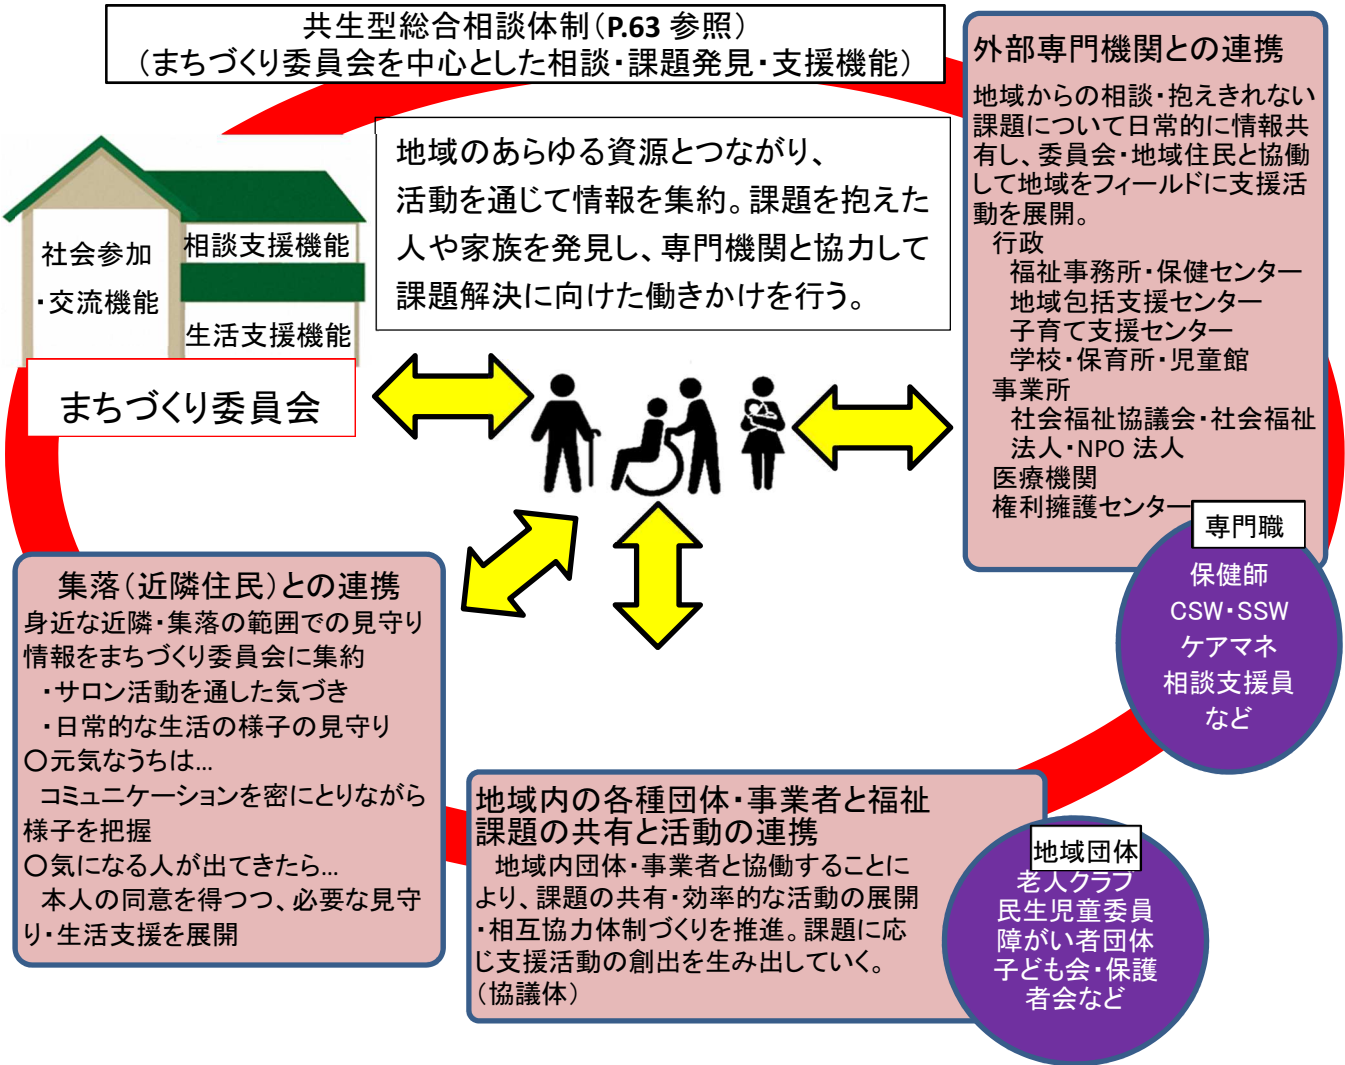 共生型総合相談体制(P.63 参照)
(まちづくり委員会を中心とした相談・課題発見・支援機能)
地域のあらゆる資源とつながり、
活動を通じて情報を集約。課題を抱えた
人や家族を発見し、専門機関と協力して
課題解決に向けた働きかけを行う。
社会参加
・交流機能
相談支援機能
生活支援機能
まちづくり委員会
外部専門機関との連携
地域からの相談・抱えきれない
課題について日常的に情報共
有し、委員会・地域住民と協働
して地域をフィールドに支援活
動を展開。
行政
福祉事務所・保健センター
地域包括支援センター
子育て支援センター
学校・保育所・児童館
事業所
社会福祉協議会・社会福祉
法人・NPO 法人
医療機関
権利擁護センター
専門職
保健師
CSW・SSW
ケアマネ
相談支援員
など
集落(近隣住民)との連携
身近な近隣・集落の範囲での見守り
情報をまちづくり委員会に集約
・サロン活動を通した気づき
・日常的な生活の様子の見守り
〇元気なうちは…
コミュニケーションを密にとりながら
様子を把握
〇気になる人が出てきたら…
本人の同意を得つつ、必要な見守
り・生活支援を展開
地域内の各種団体・事業者と福祉
課題の共有と活動の連携
地域内団体・事業者と協働することに
より、課題の共有・効率的な活動の展開
・相互協力体制づくりを推進。課題に応
じ支援活動の創出を生み出していく。
(協議体)
地域団体
老人クラブ
民生児童委員
障がい者団体
子ども会・保護
者会など